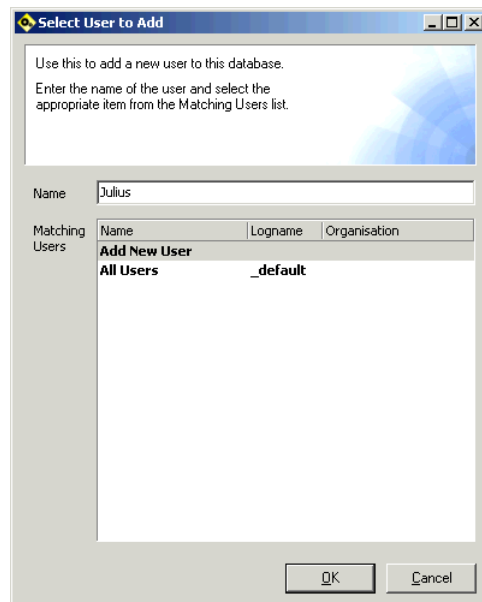 Select User to Add
Use this to add a new user to this database.
Enter the name of the user and select the
appropriate item from the Matching Users list.
Name Julius
Matching Users
Name Logname Organisation
Add New User
All Users _default
OK Cancel